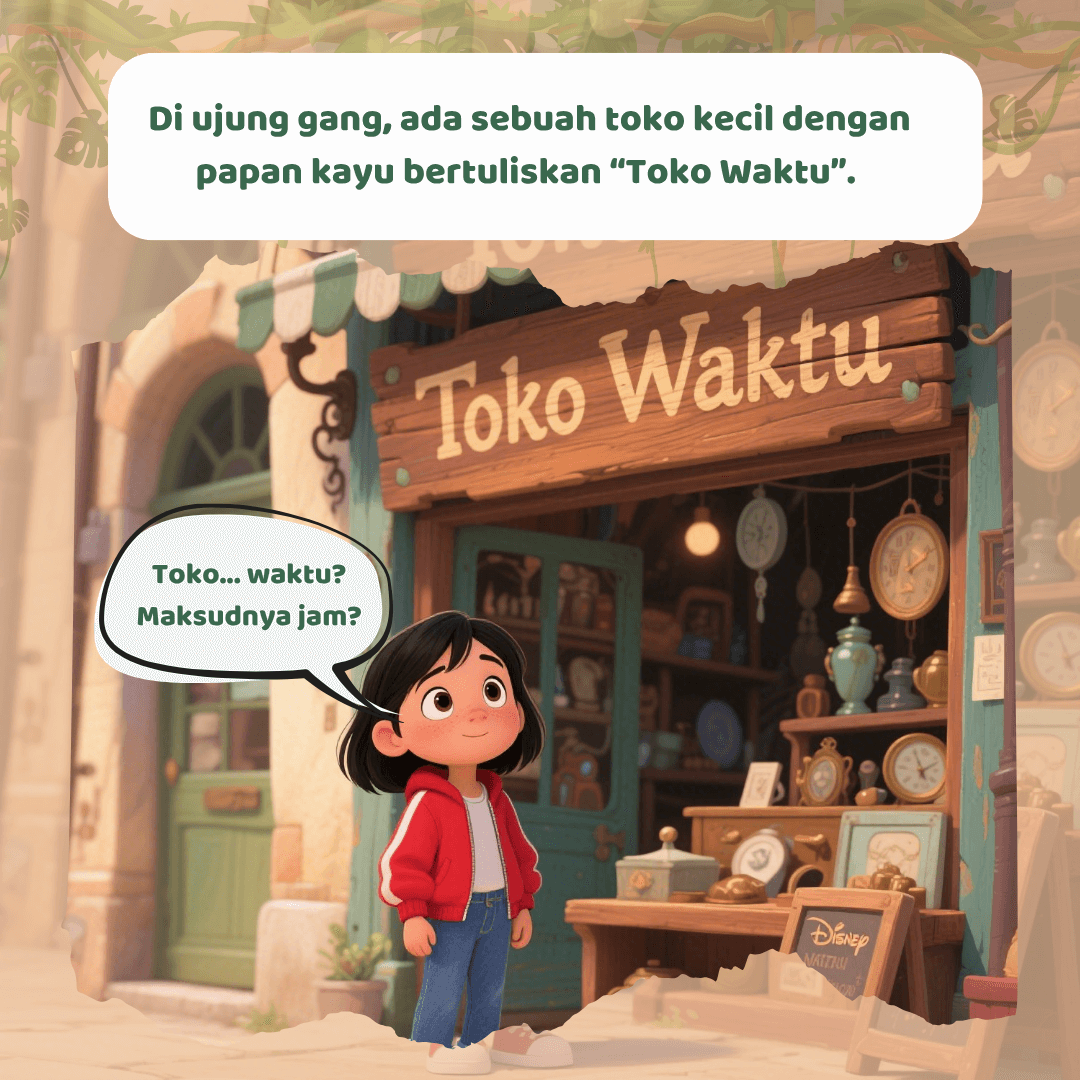 Di ujung gang, ada sebuah toko kecil dengan
papan kayu bertuliskan “Toko Waktu”.
Toko Waktu
Toko... waktu?
Maksudnya jam?
Disney